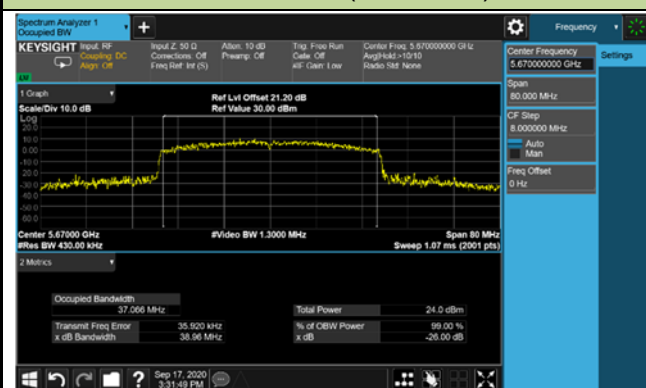 Spectrum Analyzer 1
Occupied BW
+
Frequency
KEYSIGHT
Input: RF
Coupling: DC
Align: Off
Input Z: 50 Ω
Corrections: Off
Freq Ref: Int (S)
Atten: 10 dB
Preamp: Off
Trig: Free Run
Gate: Off
#IF Gain: Low
Center Freq: 5.670000000 GHz
Avg|Hold:>10/10
Radio Std: None
Center Frequency
5.670000000 GHz
Settings
Span
80.000 MHz
CF Step
8.000000 MHz
Auto
Man
Freq Offset
0 Hz
1 Graph
Scale/Div 10.0 dB
Ref Lvl Offset 21.20 dB
Ref Value 30.00 dBm
Log
20.0
10.0
0.00
-10.0
-20.0
-30.0
-40.0
-50.0
-60.0
Center 5.67000 GHz
#Video BW 1.3000 MHz
Span 80 MHz
#Res BW 430.00 kHz
Sweep 1.07 ms (2001 pts)
2 Metrics
Occupied Bandwidth
37.066 MHz
Total Power 24.0 dBm
Transmit Freq Error 35.920 kHz
% of OBW Power 99.00 %
x dB Bandwidth 38.96 MHz
x dB -26.00 dB
?
Sep 17, 2020
3:31:49 PM